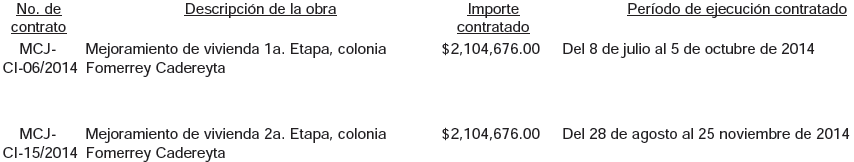 No. de Descripción de la obra Importe Período de ejecución contratado
contrato contratado
MCJ- Mejoramiento de vivienda 1a. Etapa, colonia $2,104,676.00 Del 8 de julio al 5 de octubre de 2014
CI-06/2014 Fomerrey Cadereyta
MCJ- Mejoramiento de vivienda 2a. Etapa, colonia $2,104,676.00 Del 28 de agosto al 25 noviembre de 2014
CI-15/2014 Fomerrey Cadereyta